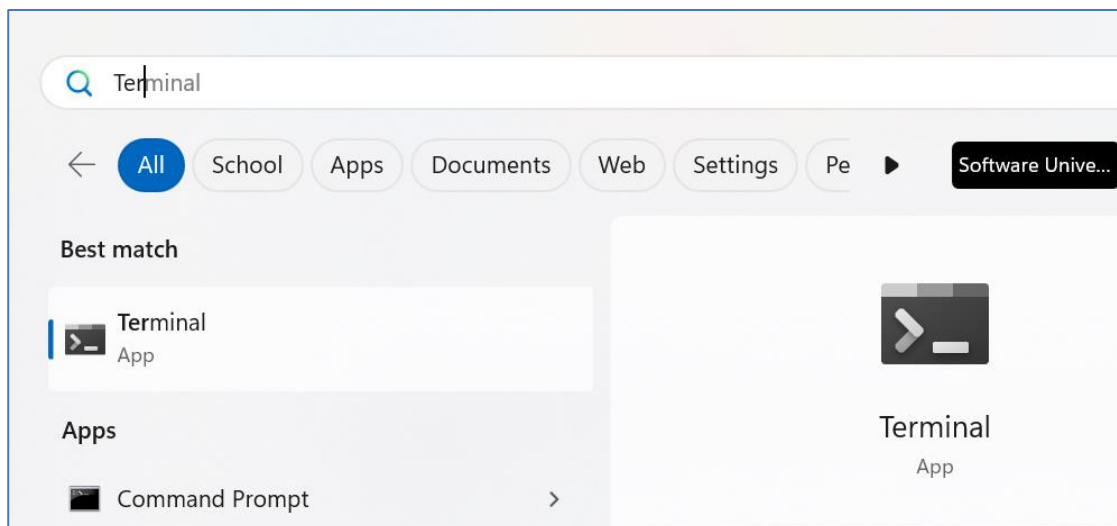 Terminal
All School Apps Documents Web Settings Pe Software Unive...
Best match
Terminal
App
Apps
Command Prompt
Terminal
App